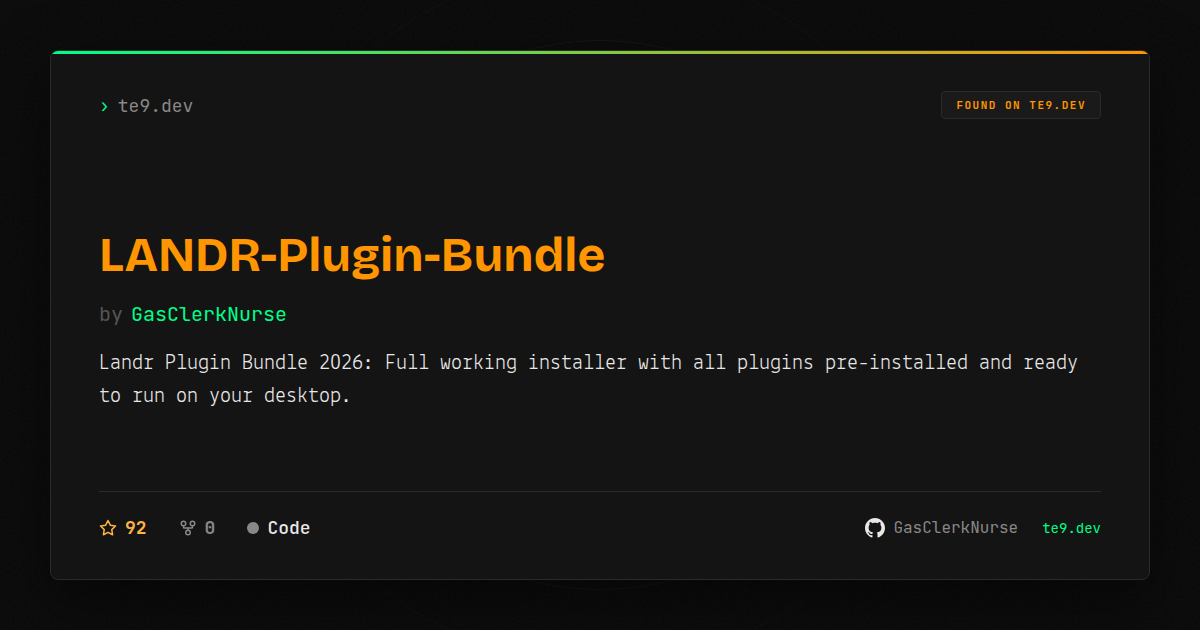 › te9.dev
FOUND ON TE9.DEV
LANDR-Plugin-Bundle
by GasClerkNurse
Landr Plugin Bundle 2026: Full working installer with all plugins pre-installed and ready
to run on your desktop.
92 0 Code
GasClerkNurse te9.dev